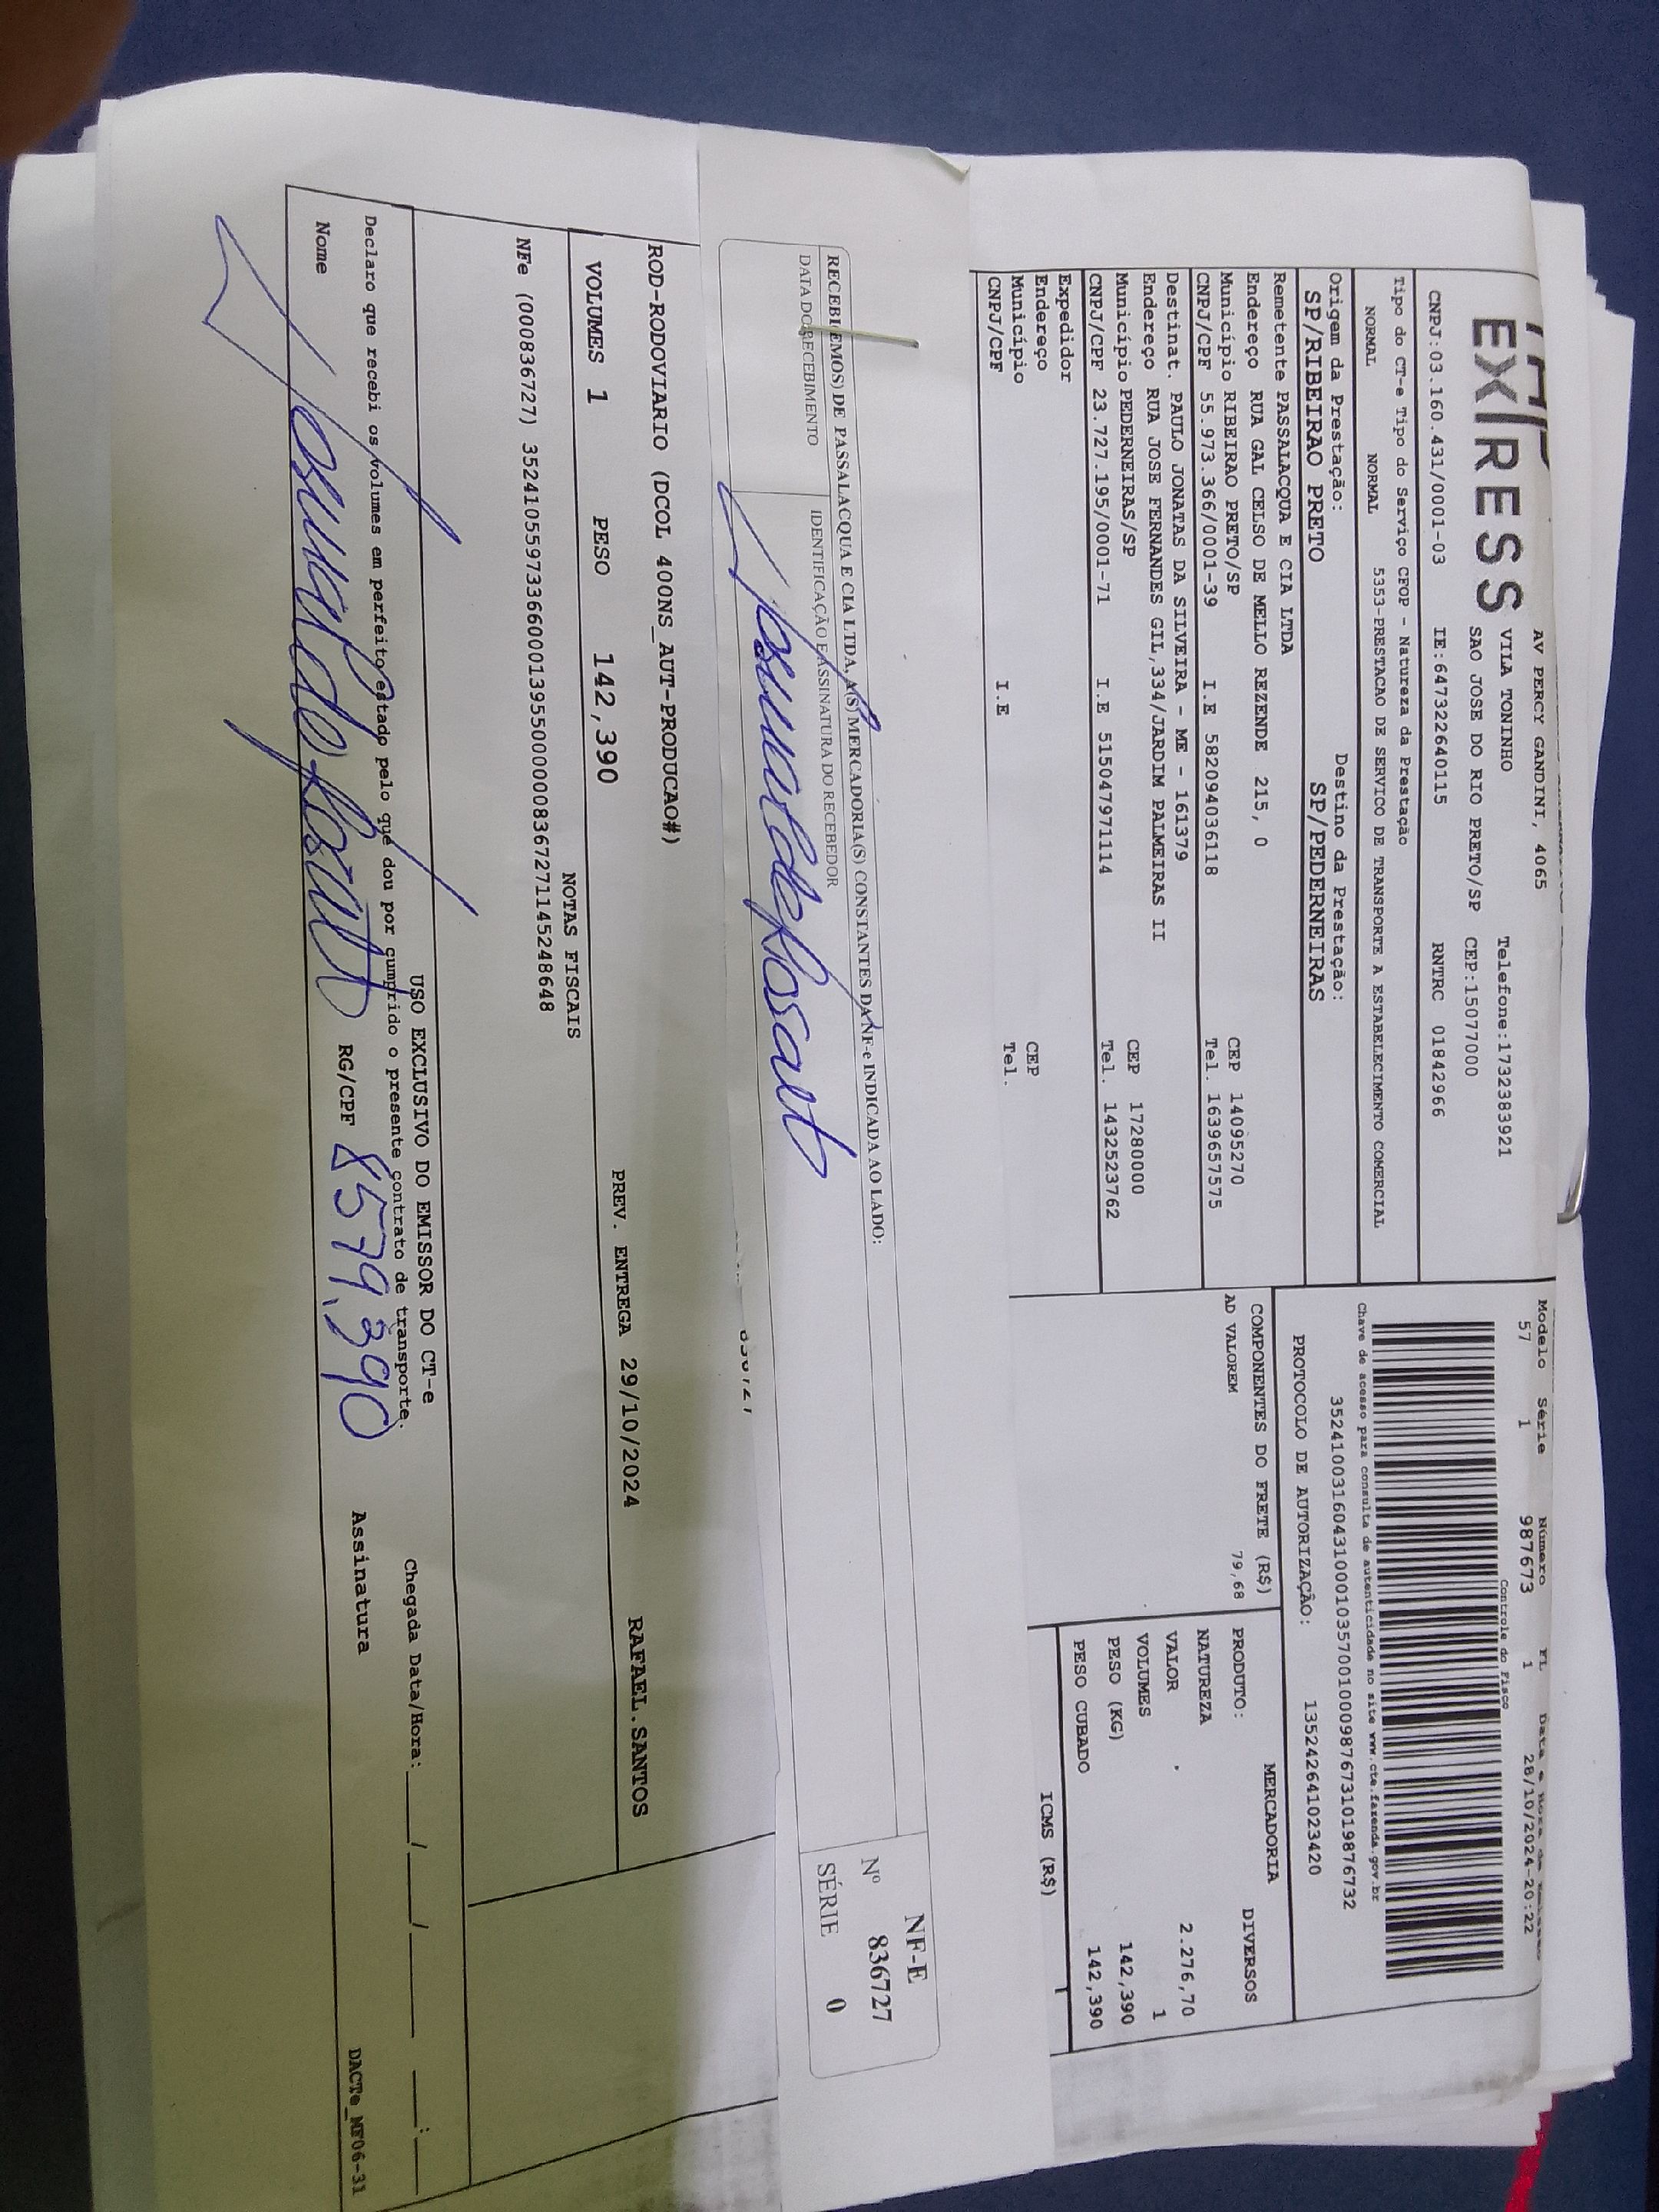 EXPRESS
AV PERCY GANDINI, 4065
VILA TONINHO
Telefone:1732383921
SAO JOSE DO RIO PRETO/SP CEP:15077000
CNPJ:03.160.431/0001-03 IE:647322640115 RNTRC 01842966
Modelo Série Número FL
57 1 987673 1 28/10/2024-20:22
Controle do Fisco
Chave de acesso para consulta de autenticidade no site www.cte.fazenda.gov.br
35241003160431000103570010009876731019876732
PROTOCOLO DE AUTORIZAÇÃO: 135242641023420
Tipo do CT-e Tipo do Serviço CFOP - Natureza da Prestação
NORMAL NORMAL 5353-PRESTACAO DE SERVICO DE TRANSPORTE A ESTABELECIMENTO COMERCIAL
Origem da Prestação: Destino da Prestação:
SP/RIBEIRAO PRETO SP/PEDERNEIRAS
Remetente PASSALACQUA E CIA LTDA
Endereço RUA GAL CELSO DE MELLO REZENDE 215, 0 CEP 14095270
Município RIBEIRAO PRETO/SP Tel. 1639657575
CNPJ/CPF 55.973.366/0001-39 I.E 582094036118
Destinat. PAULO JONATAS DA SILVEIRA - ME - 161379
Endereço RUA JOSE FERNANDES GIL,334/JARDIM PALMEIRAS II
Município PEDERNEIRAS/SP CEP 17280000
CNPJ/CPF 23.727.195/0001-71 I.E 515047971114 Tel. 1432523762
Expedidor
Endereço
Município CEP
CNPJ/CPF I.E Tel.
COMPONENTES DO FRETE (R$)
AD VALOREM 79,68
MERCADORIA
PRODUTO: DIVERSOS
NATUREZA
VALOR 2.276,70
VOLUMES 1
PESO (KG) 142,390
PESO CUBADO 142,390
ICMS (R$)
RECEBI(EMOS) DE PASSALACQUA E CIA LTDA, A(S) MERCADORIA(S) CONSTANTES DA NF-e INDICADA AO LADO:
DATA DO RECEBIMENTO IDENTIFICAÇÃO E ASSINATURA DO RECEBEDOR
NF-E
Nº 836727
SÉRIE 0
ROD-RODOVIARIO (DCOL 400NS_AUT-PRODUCAO#)
RAFAEL.SANTOS
VOLUMES 1 PESO 142,390 PREV. ENTREGA 29/10/2024
NOTAS FISCAIS
NFe (000836727) 35241055973366000139550000008367271145248648
USO EXCLUSIVO DO EMISSOR DO CT-e
Declaro que recebi os volumes em perfeito estado pelo que dou por cumprido o presente contrato de transporte.
Chegada Data/Hora: ___/___/_____ __:__
Nome RG/CPF 8579,390 Assinatura
DACTe_MF06-31